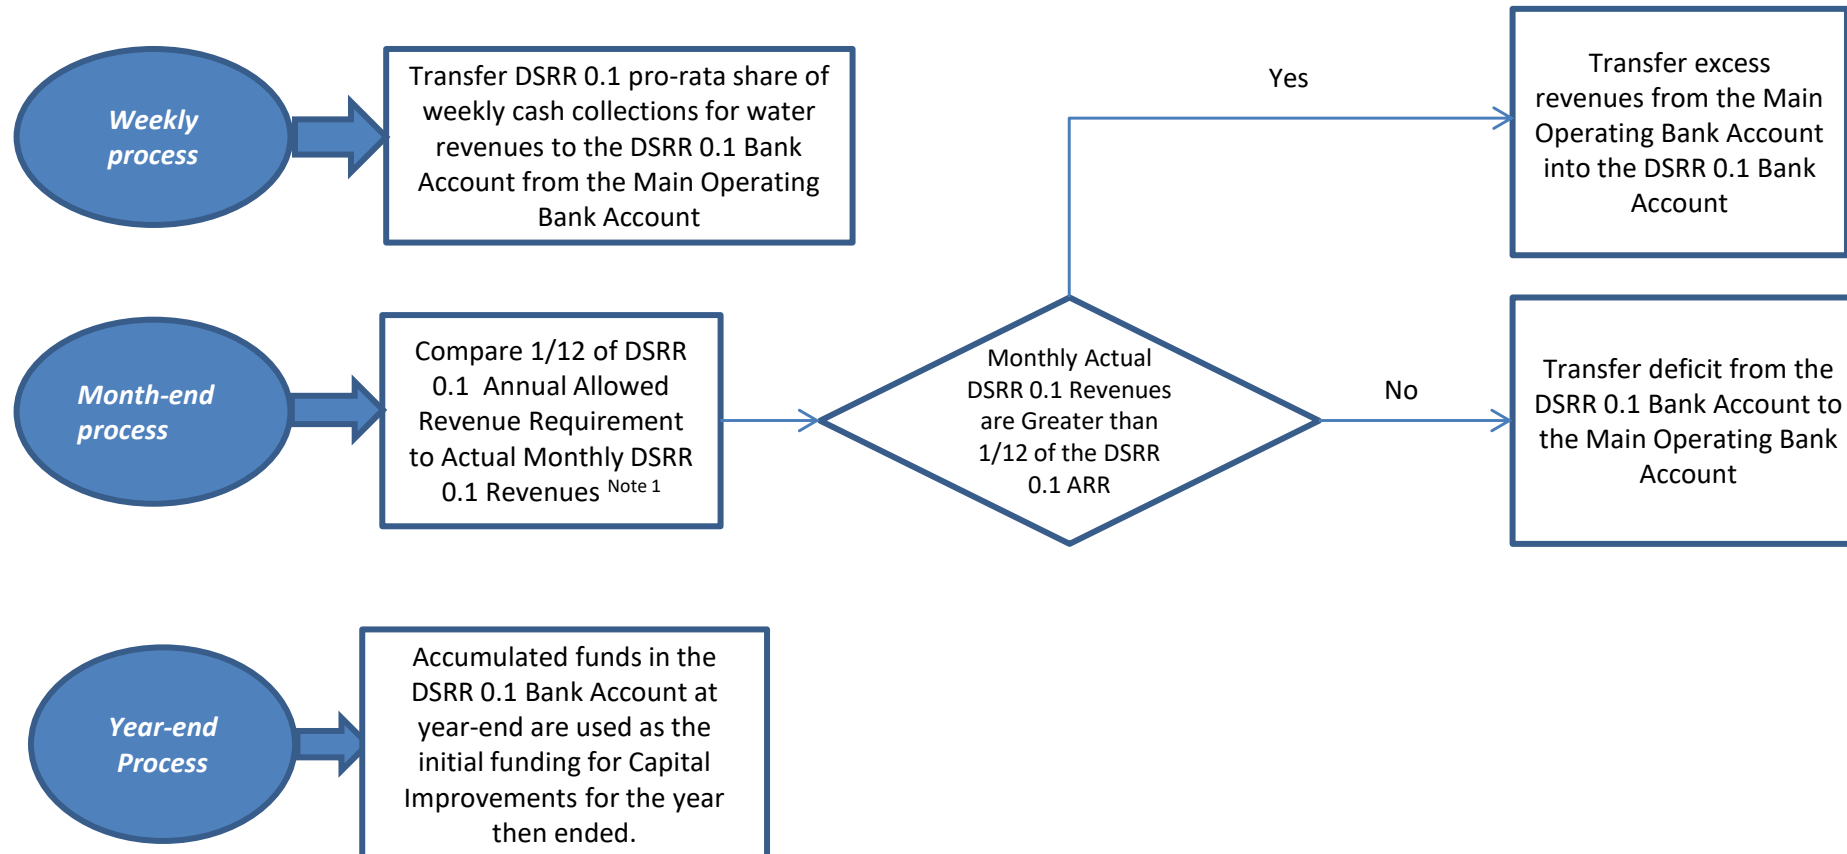 Weekly
process
Transfer DSRR 0.1 pro-rata share of
weekly cash collections for water
revenues to the DSRR 0.1 Bank
Account from the Main Operating
Bank Account
Yes
Transfer excess
revenues from the Main
Operating Bank Account
into the DSRR 0.1 Bank
Account
Month-end
process
Compare 1/12 of DSRR
0.1 Annual Allowed
Revenue Requirement
to Actual Monthly DSRR
0.1 Revenues Note 1
Monthly Actual
DSRR 0.1 Revenues
are Greater than
1/12 of the DSRR
0.1 ARR
No
Transfer deficit from the
DSRR 0.1 Bank Account to
the Main Operating Bank
Account
Year-end
Process
Accumulated funds in the
DSRR 0.1 Bank Account at
year-end are used as the
initial funding for Capital
Improvements for the year
then ended.